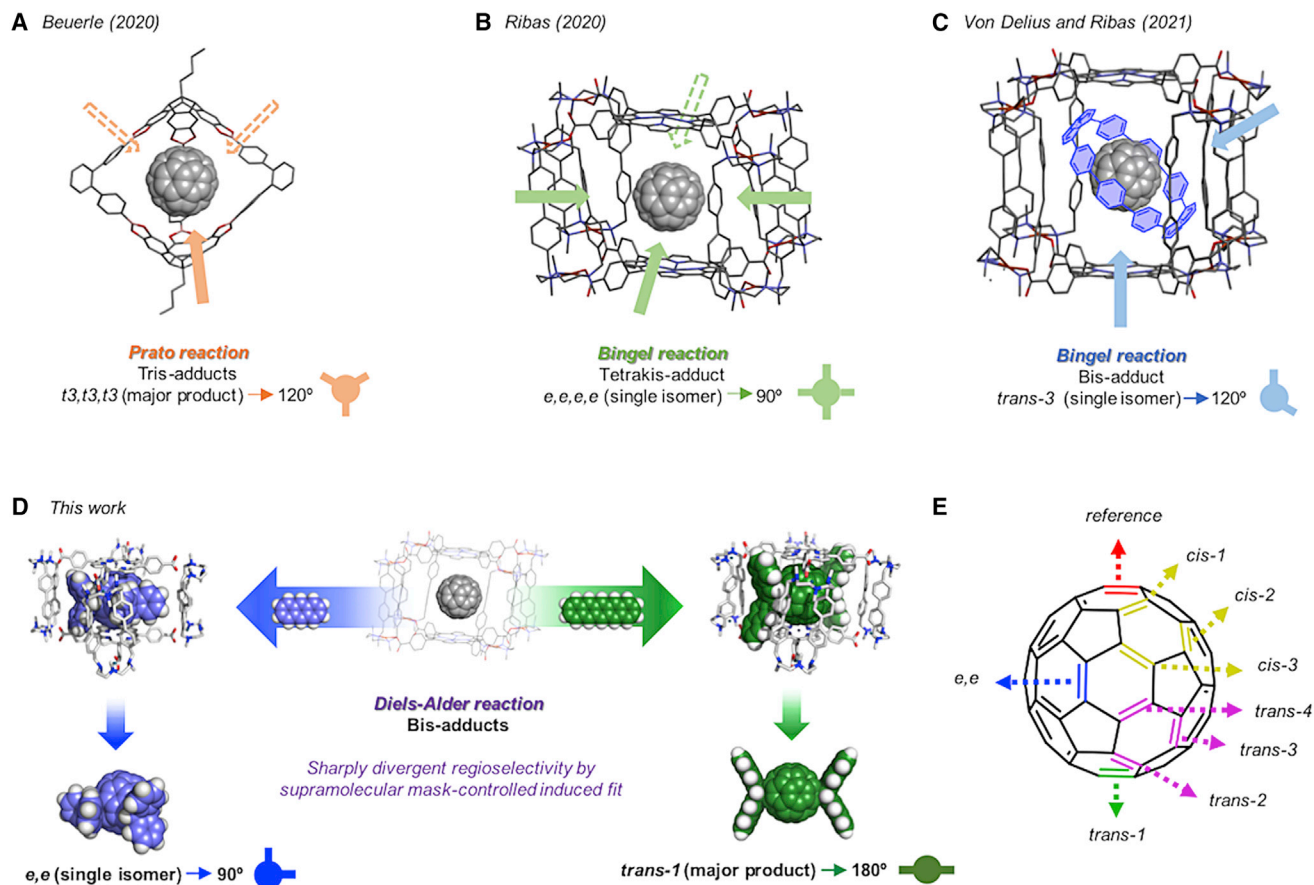 A Beuerle (2020)
Prato reaction
Tris-adducts
t3,t3,t3 (major product) → 120º
B Ribas (2020)
Bingel reaction
Tetrakis-adduct
e,e,e,e (single isomer) → 90º
C Von Delius and Ribas (2021)
Bingel reaction
Bis-adduct
trans-3 (single isomer) → 120º
D This work
Diels-Alder reaction
Bis-adducts
Sharply divergent regioselectivity by
supramolecular mask-controlled induced fit
e,e (single isomer) → 90º
trans-1 (major product) → 180º
E
reference
cis-1
cis-2
cis-3
e,e
trans-4
trans-3
trans-2
trans-1